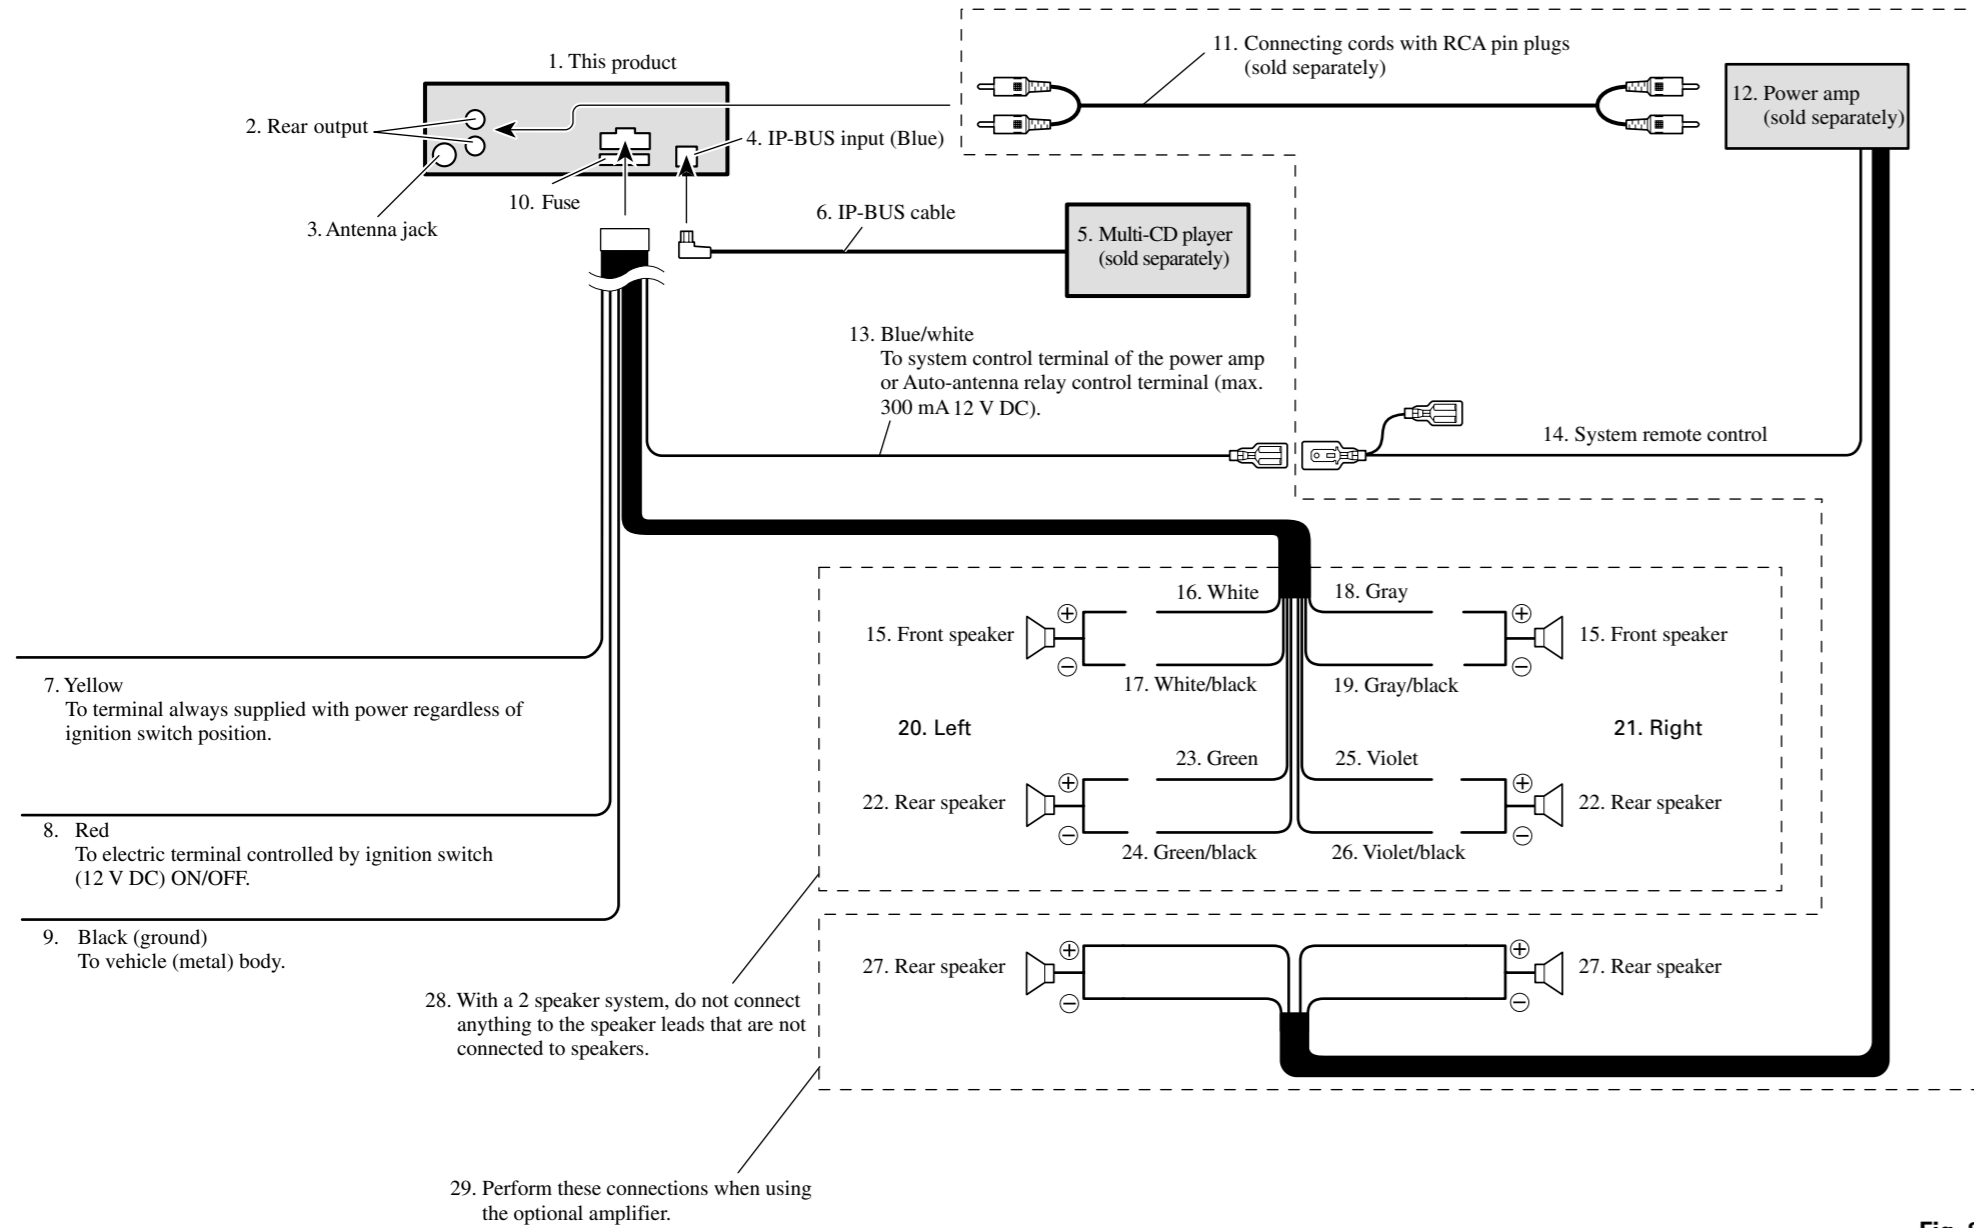 11. Connecting cords with RCA pin plugs
(sold separately)
1. This product
12. Power amp
(sold separately)
2. Rear output
4. IP-BUS input (Blue)
10. Fuse
3. Antenna jack
6. IP-BUS cable
5. Multi-CD player
(sold separately)
13. Blue/white
To system control terminal of the power amp
or Auto-antenna relay control terminal (max.
300 mA 12 V DC).
14. System remote control
16. White
18. Gray
15. Front speaker
+
+
15. Front speaker
−
−
17. White/black
19. Gray/black
7. Yellow
To terminal always supplied with power regardless of
ignition switch position.
20. Left
21. Right
23. Green
25. Violet
22. Rear speaker
+
+
22. Rear speaker
−
−
24. Green/black
26. Violet/black
8. Red
To electric terminal controlled by ignition switch
(12 V DC) ON/OFF.
9. Black (ground)
To vehicle (metal) body.
27. Rear speaker
+
+
27. Rear speaker
−
−
28. With a 2 speaker system, do not connect
anything to the speaker leads that are not
connected to speakers.
29. Perform these connections when using
the optional amplifier.
Fig.